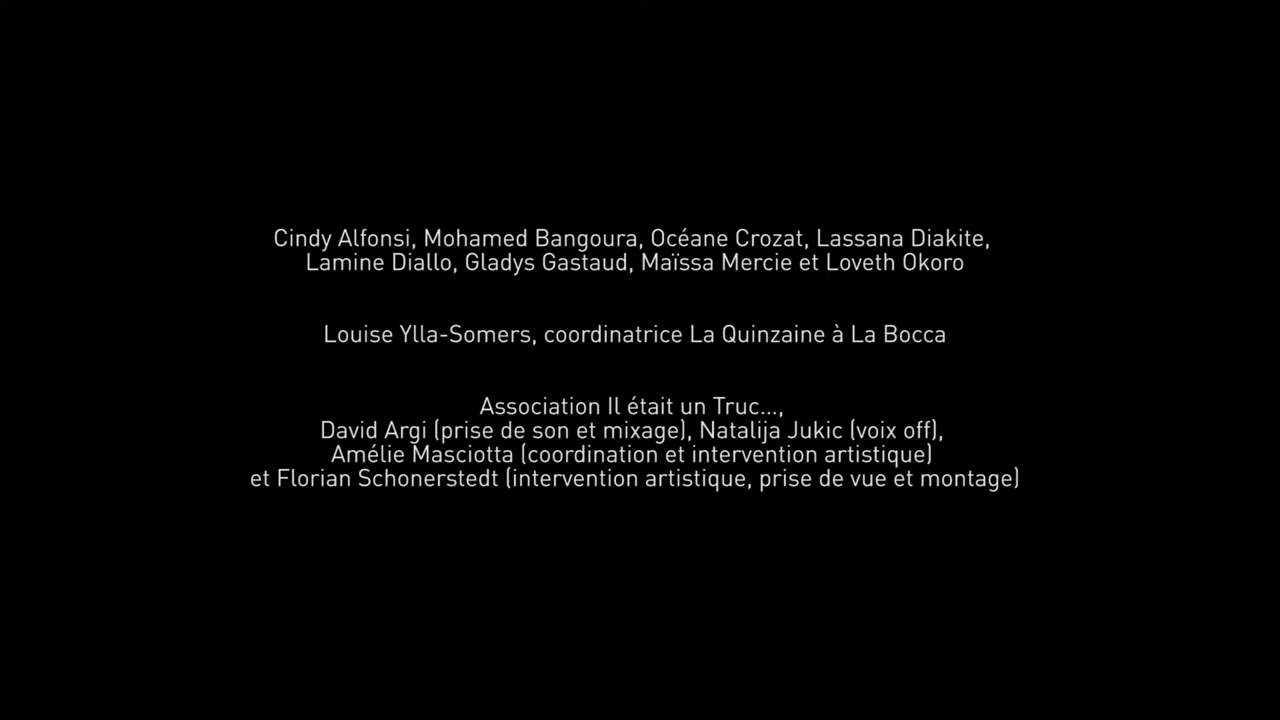 Cindy Alfonsi, Mohamed Bangoura, Océane Crozat, Lassana Diakite,
Lamine Diallo, Gladys Gastaud, Maïssa Mercie et Loveth Okoro
Louise Ylla-Somers, coordinatrice La Quinzaine à La Bocca
Association Il était un Truc...,
David Argi (prise de son et mixage), Natalija Jukic (voix off),
Amélie Masciotta (coordination et intervention artistique)
et Florian Schonerstedt (intervention artistique, prise de vue et montage)